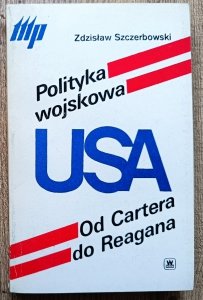 Zdzisław Szczerbowski
Polityka
wojskowa
USA
Od Cartera
do Reagana